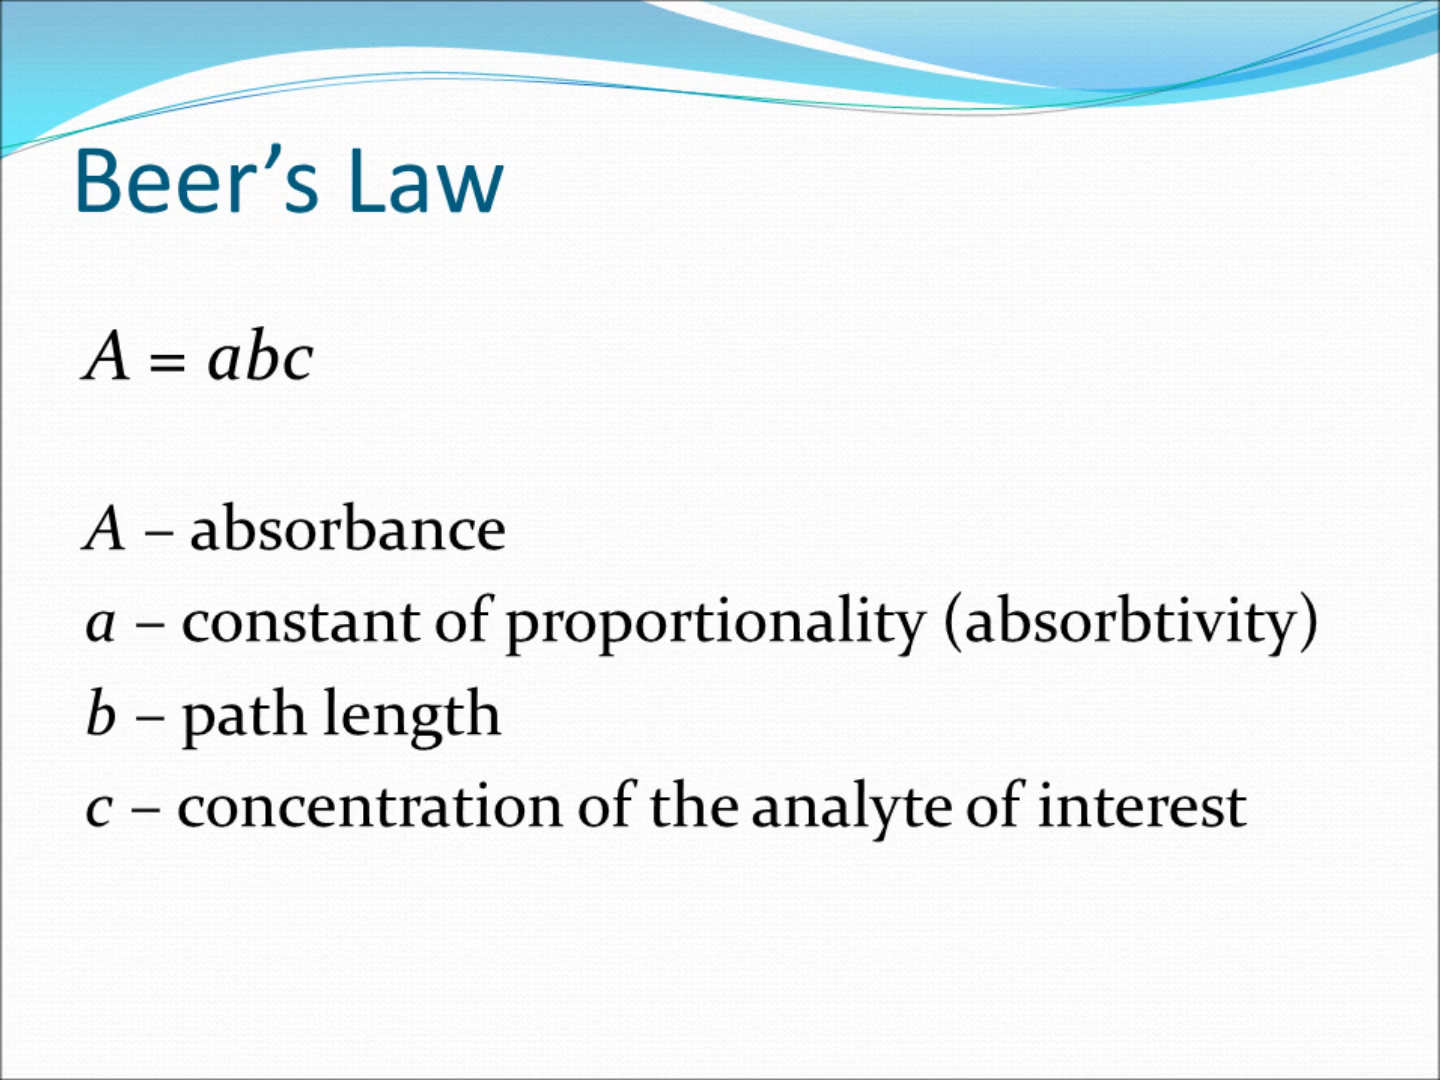 Beer’s Law
A = abc
A – absorbance
a – constant of proportionality (absorbtivity)
b – path length
c – concentration of the analyte of interest